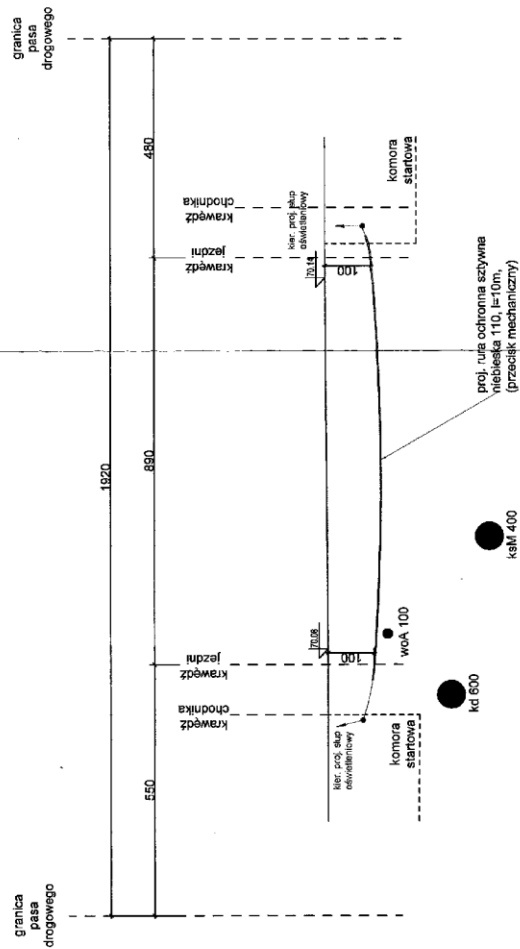 granica
pasa
drogowego
granica
pasa
drogowego
1920
550
890
480
krawędź
chodnika
krawędź
jezdni
krawędź
jezdni
krawędź
chodnika
kier. proj. słup
oświetleniowy
kier. proj. słup
oświetleniowy
70.08
70.14
100
100
komora
startowa
komora
startowa
woA 100
kd 600
ksM 400
proj. rura ochronna sztywna
niebieska 110, l=10m,
(przecisk mechaniczny)